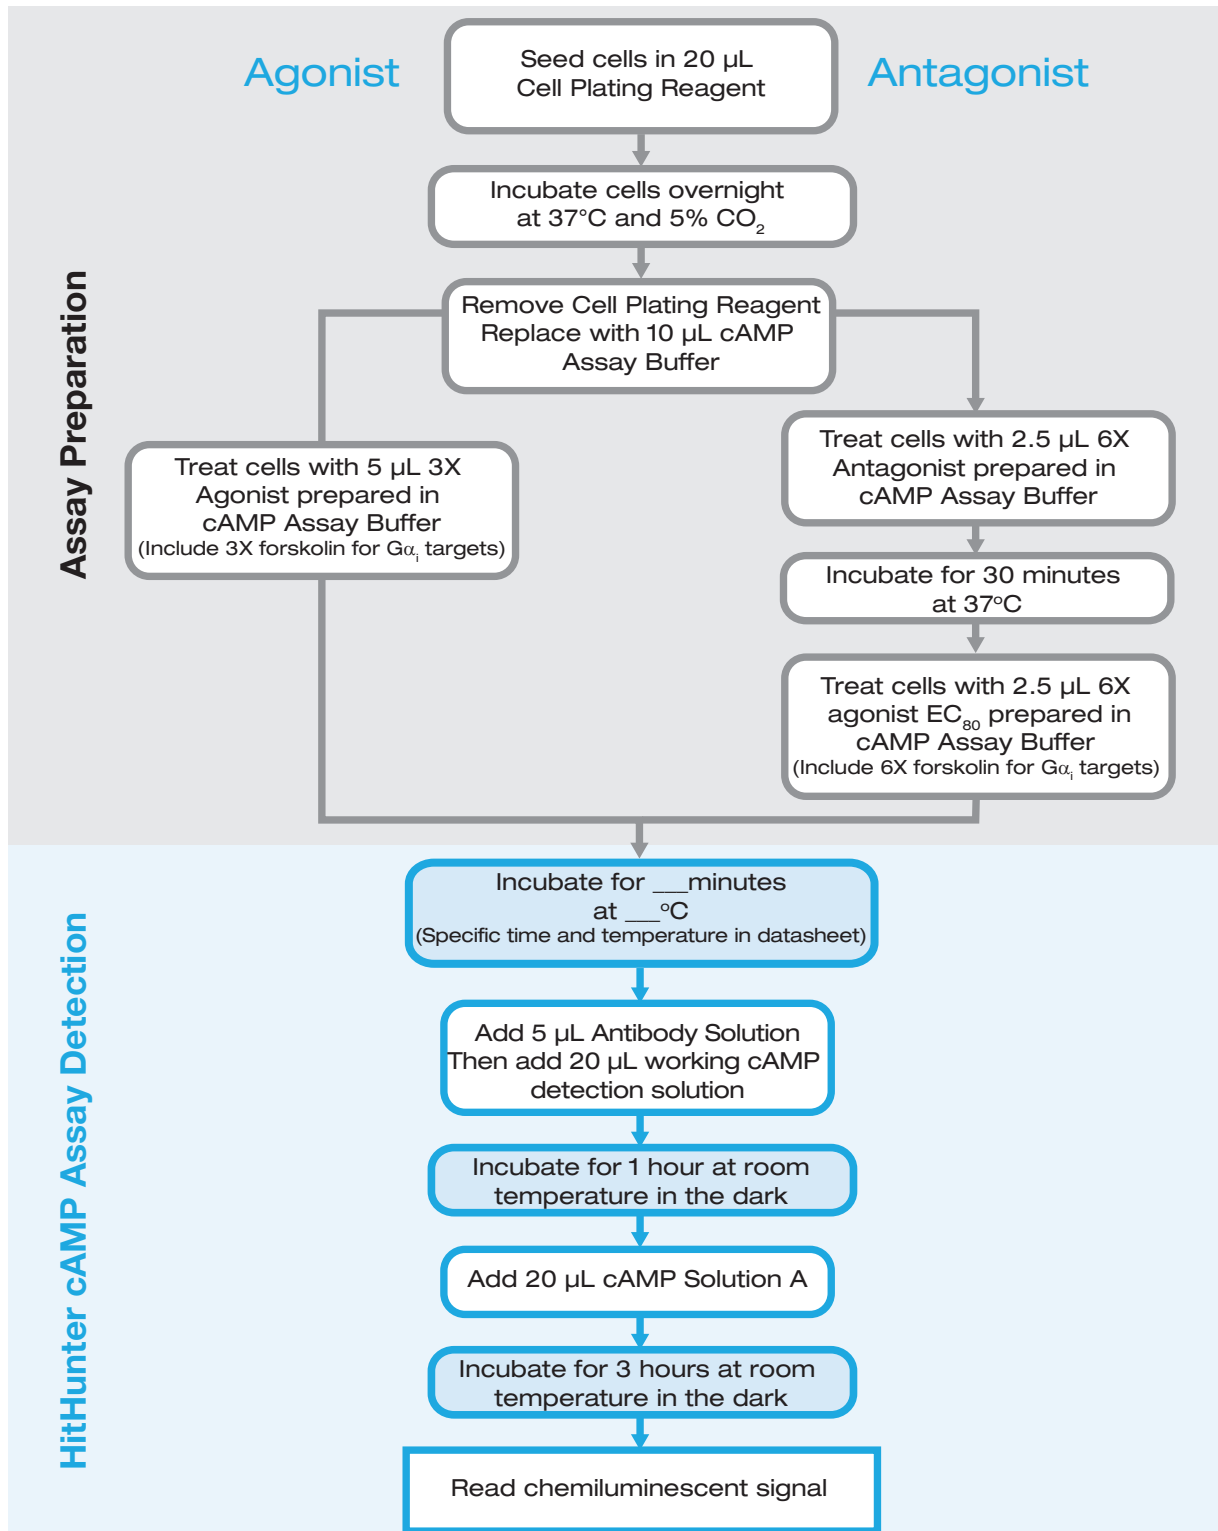 Agonist
Antagonist
Seed cells in 20 µL
Cell Plating Reagent
Incubate cells overnight
at 37°C and 5% CO₂
Remove Cell Plating Reagent
Replace with 10 µL cAMP
Assay Buffer
Assay Preparation
Treat cells with 5 µL 3X
Agonist prepared in
cAMP Assay Buffer
(Include 3X forskolin for Gαᵢ targets)
Treat cells with 2.5 µL 6X
Antagonist prepared in
cAMP Assay Buffer
Incubate for 30 minutes
at 37°C
Treat cells with 2.5 µL 6X
agonist EC₈₀ prepared in
cAMP Assay Buffer
(Include 6X forskolin for Gαᵢ targets)
HitHunter cAMP Assay Detection
Incubate for ___minutes
at ___°C
(Specific time and temperature in datasheet)
Add 5 µL Antibody Solution
Then add 20 µL working cAMP
detection solution
Incubate for 1 hour at room
temperature in the dark
Add 20 µL cAMP Solution A
Incubate for 3 hours at room
temperature in the dark
Read chemiluminescent signal